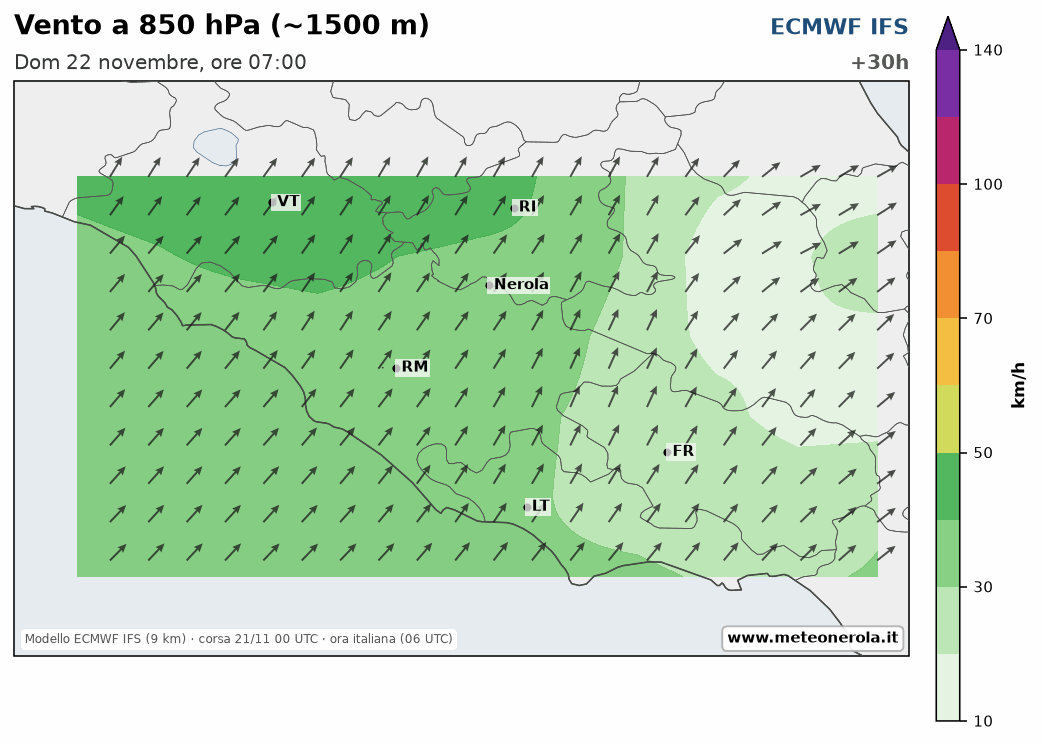 Vento a 850 hPa (~1500 m)
ECMWF IFS
Dom 22 novembre, ore 07:00
+30h
140
100
70
50
30
10
km/h
VT
RI
Nerola
RM
FR
LT
Modello ECMWF IFS (9 km) · corsa 21/11 00 UTC · ora italiana (06 UTC)
www.meteonerola.it